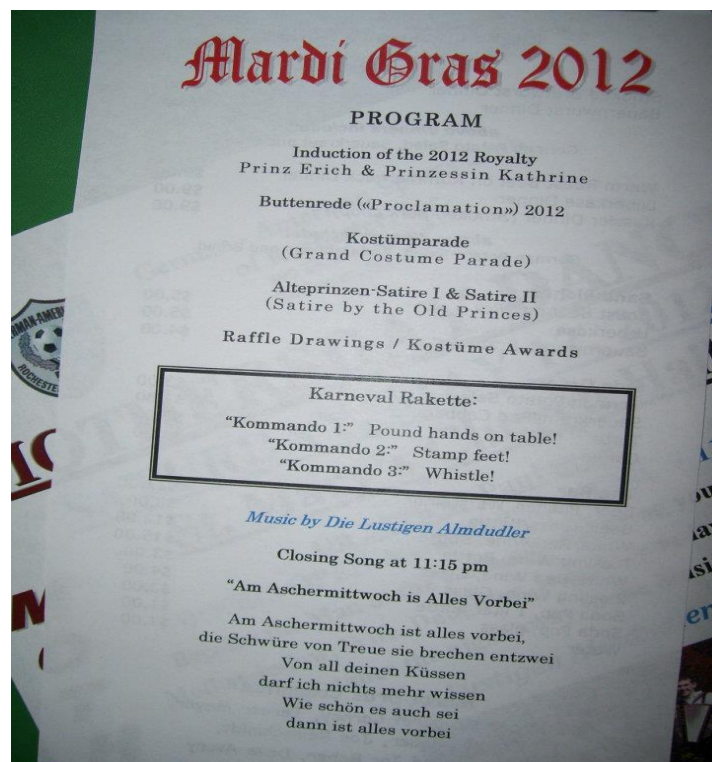 Mardi Gras 2012
PROGRAM
Induction of the 2012 Royalty
Prinz Erich & Prinzessin Kathrine
Buttenrede («Proclamation») 2012
Kostümparade
(Grand Costume Parade)
Alteprinzen-Satire I & Satire II
(Satire by the Old Princes)
Raffle Drawings / Kostüme Awards
Karneval Rakette:
“Kommando 1:” Pound hands on table!
“Kommando 2:” Stamp feet!
“Kommando 3:” Whistle!
Music by Die Lustigen Almdudler
Closing Song at 11:15 pm
“Am Aschermittwoch is Alles Vorbei”
Am Aschermittwoch ist alles vorbei,
die Schwüre von Treue sie brechen entzwei
Von all deinen Küssen
darf ich nichts mehr wissen
Wie schön es auch sei
dann ist alles vorbei